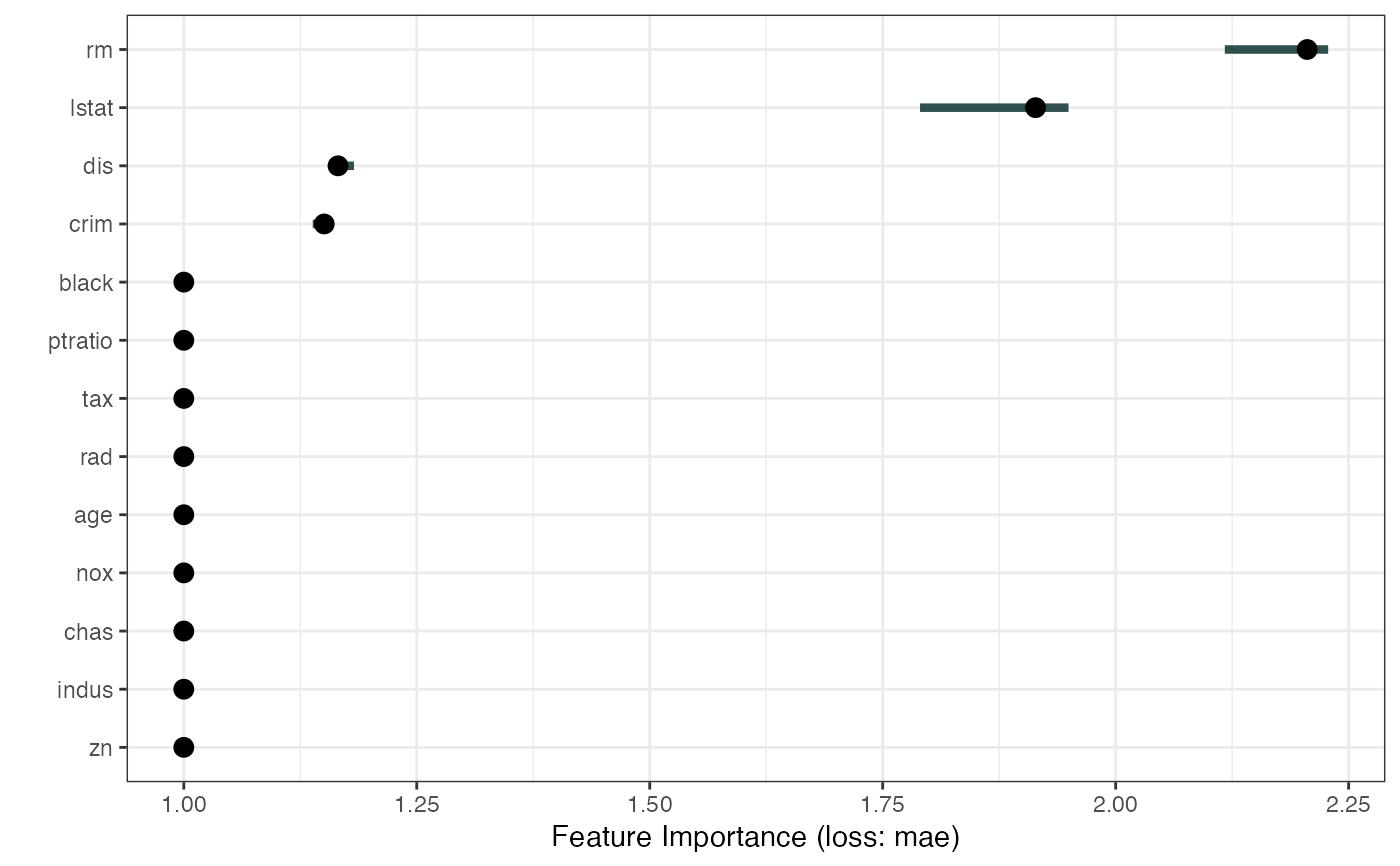 rm
lstat
dis
crim
black
ptratio
tax
rad
age
nox
chas
indus
zn
1.00 1.25 1.50 1.75 2.00 2.25
Feature Importance (loss: mae)